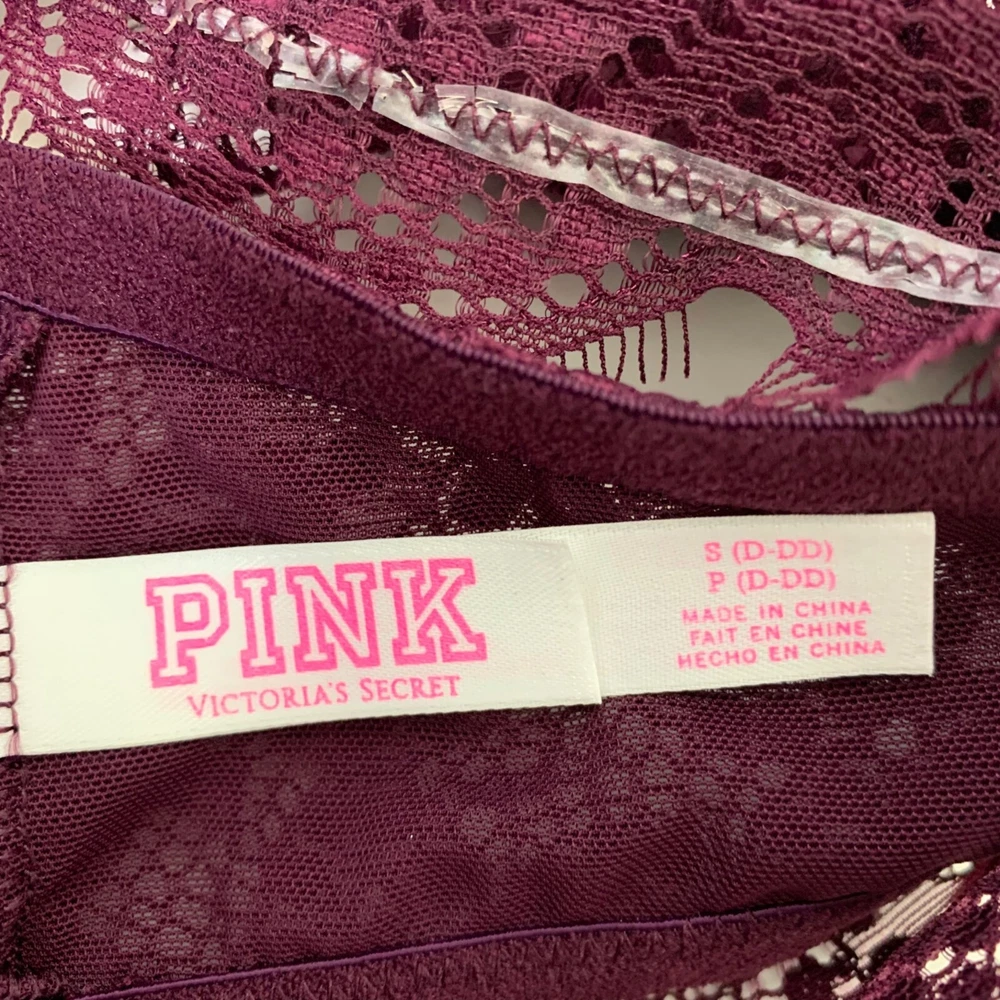 PINK
VICTORIA'S SECRET
S (D-DD)
P (D-DD)
MADE IN CHINA
FAIT EN CHINE
HECHO EN CHINA